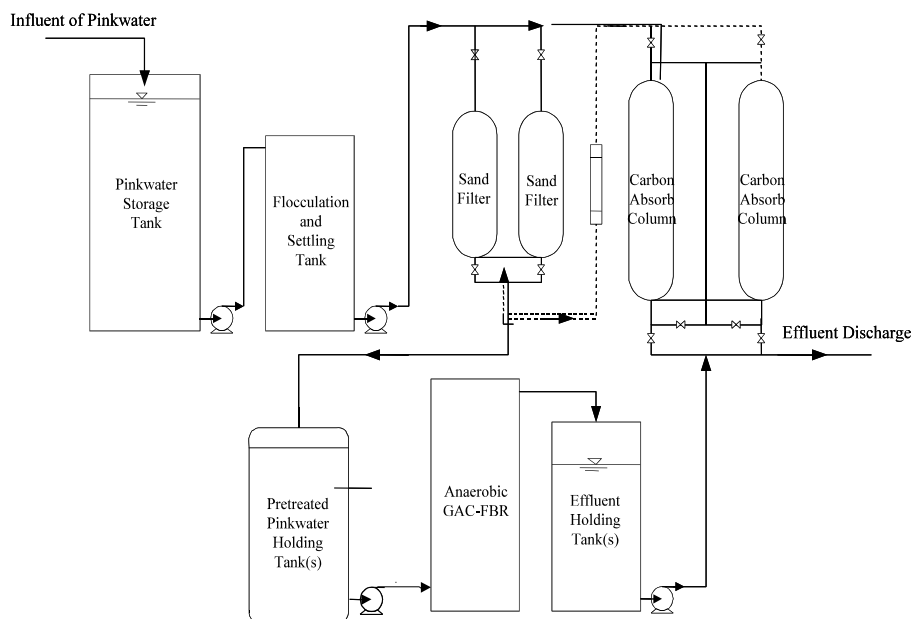 Influent of Pinkwater
Pinkwater
Storage
Tank
Flocculation
and
Settling
Tank
Sand
Filter
Sand
Filter
Carbon
Absorb
Column
Carbon
Absorb
Column
Effluent Discharge
Pretreated
Pinkwater
Holding
Tank(s)
Anaerobic
GAC-FBR
Effluent
Holding
Tank(s)